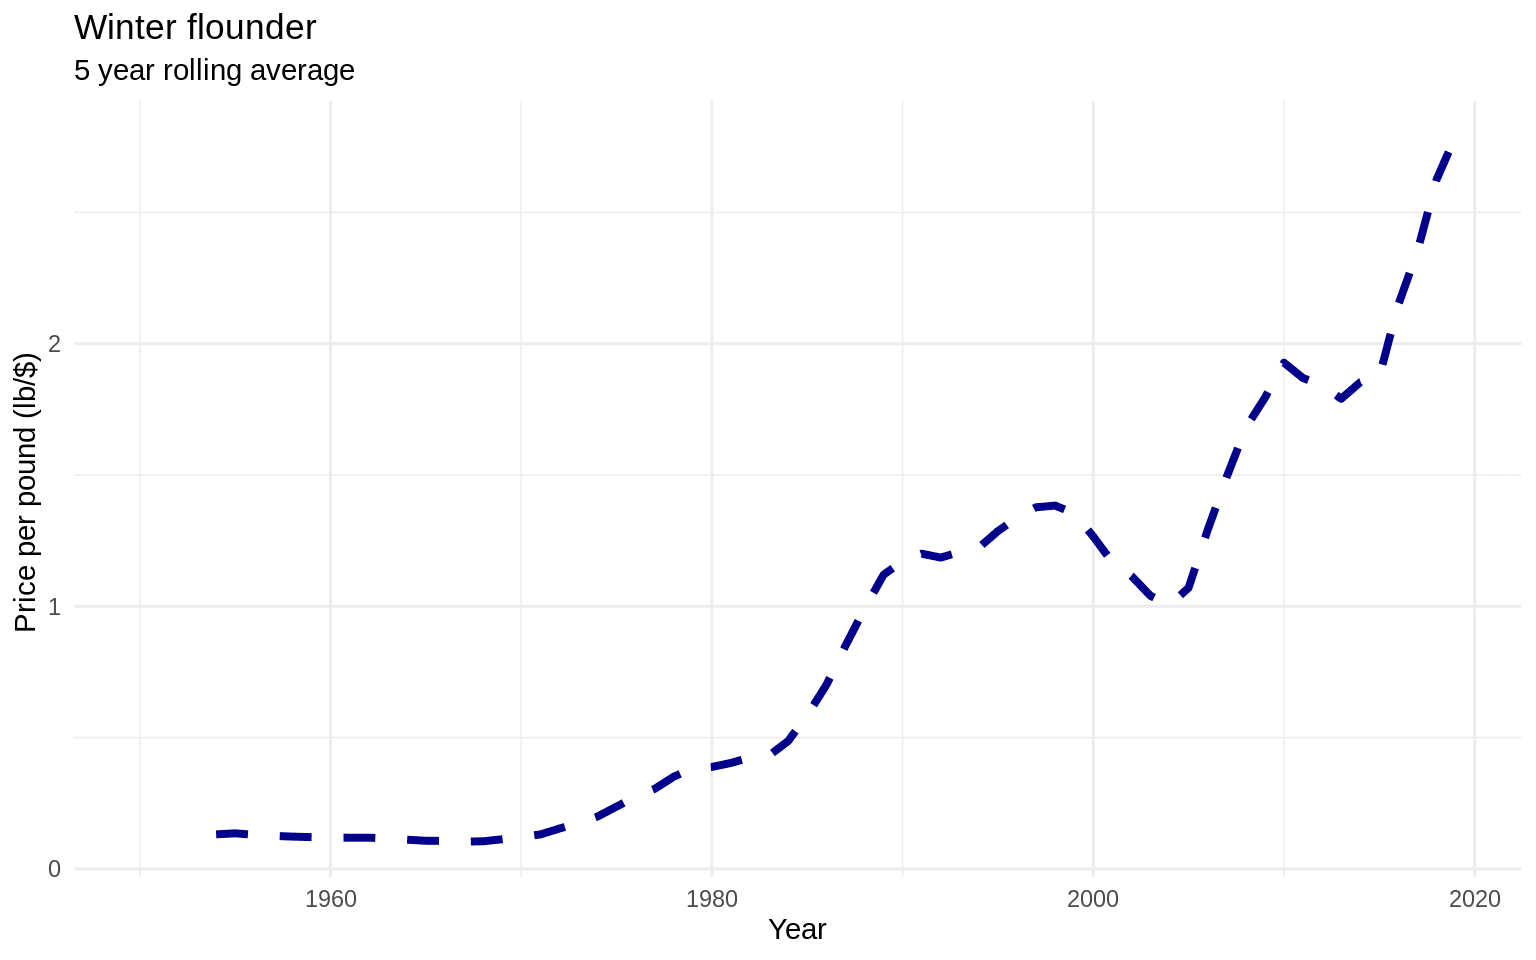 Winter flounder
5 year rolling average
Price per pound (lb/$)
2
1
0
1960
1980
2000
2020
Year